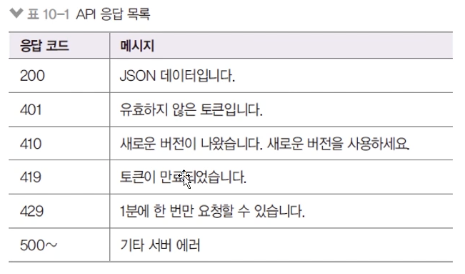 표 10-1 API 응답 목록
응답 코드 메시지
200 JSON 데이터입니다.
401 유효하지 않은 토큰입니다.
410 새로운 버전이 나왔습니다. 새로운 버전을 사용하세요.
419 토큰이 만료되었습니다.
429 1분에 한 번만 요청할 수 있습니다.
500~ 기타 서버 에러